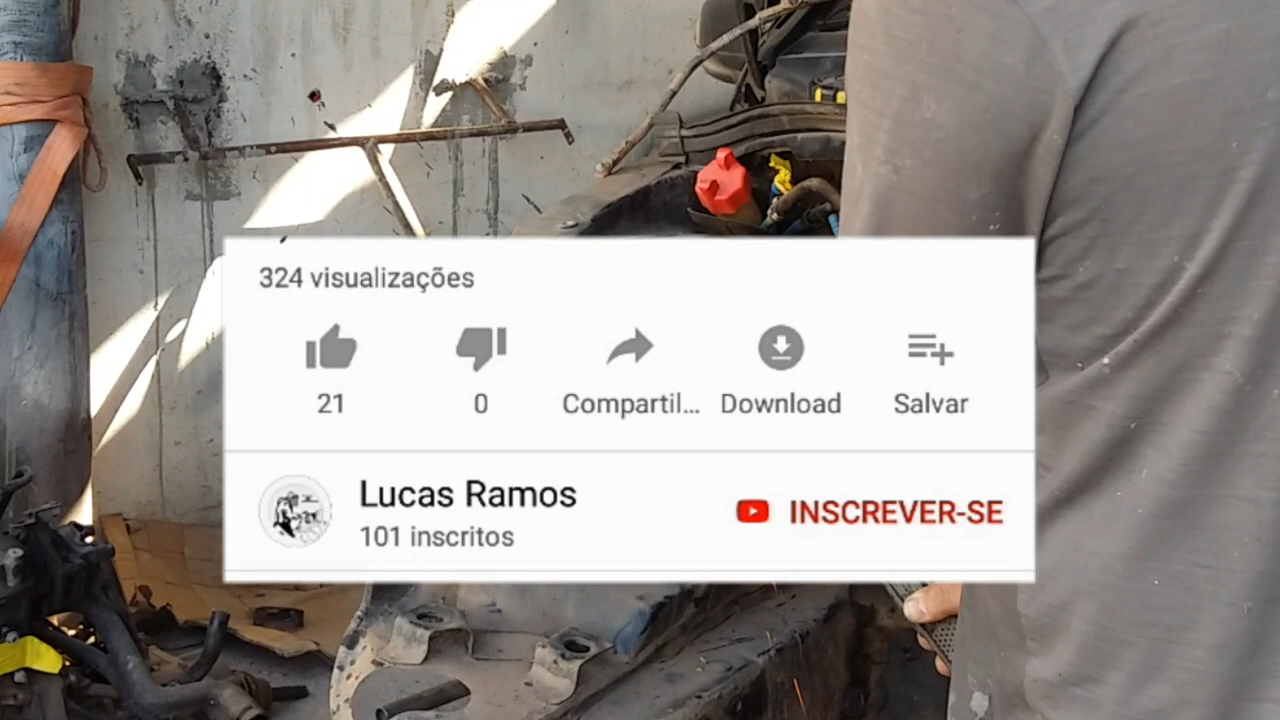 324 visualizações
21
0
Compartil...
Download
Salvar
Lucas Ramos
101 inscritos
INSCREVER-SE